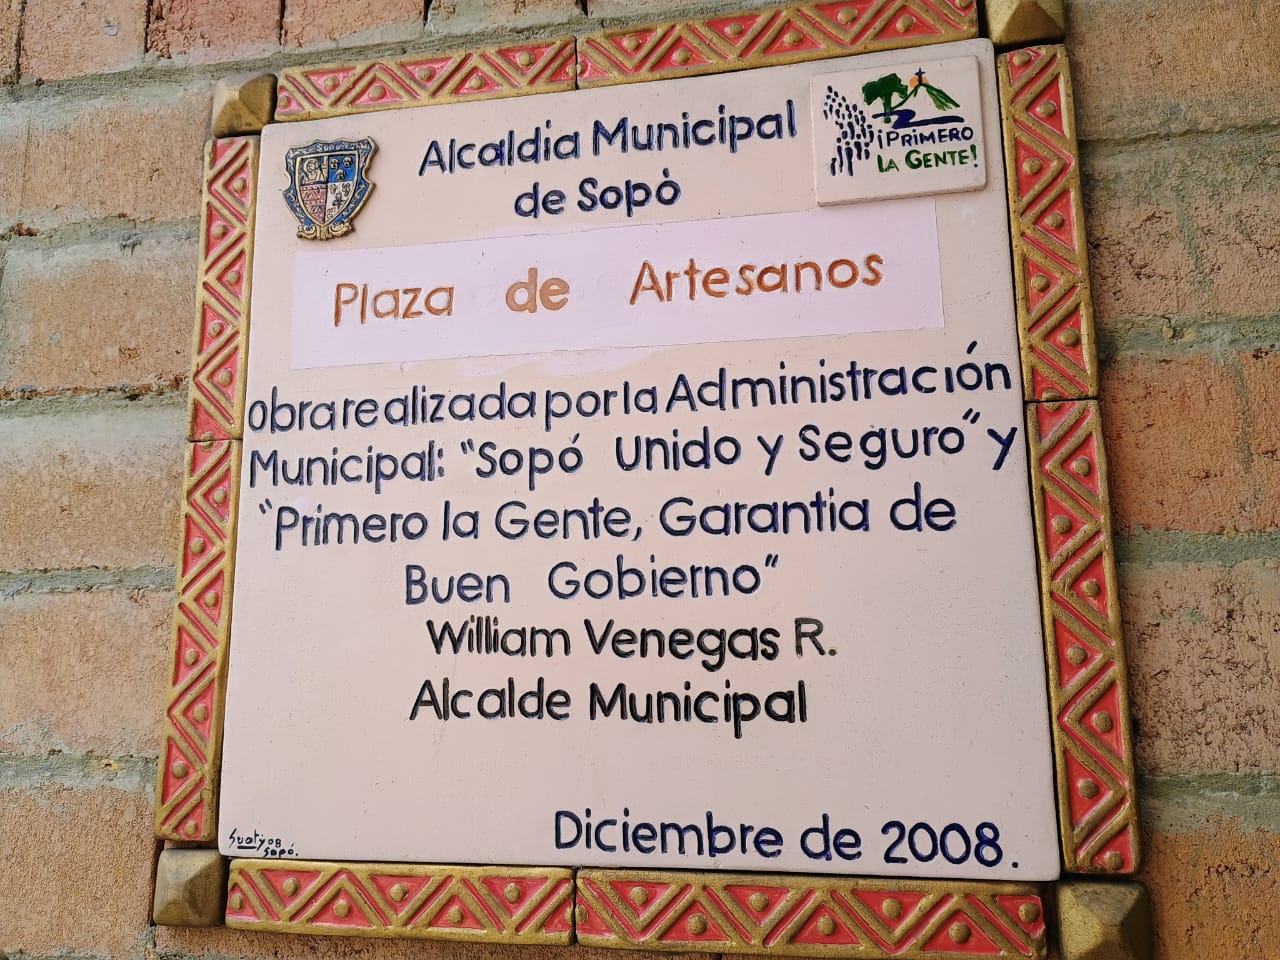 Sopó
Alcaldia Municipal
de Sopó
¡PRiMERO
LA GENTE!
Plaza de Artesanos
obra realizada por la Administración
Municipal: "Sopó Unido y Seguro" y
"Primero la Gente, Garantia de
Buen Gobierno"
William Venegas R.
Alcalde Municipal
Diciembre de 2008.
Suaty 08
Sopó.